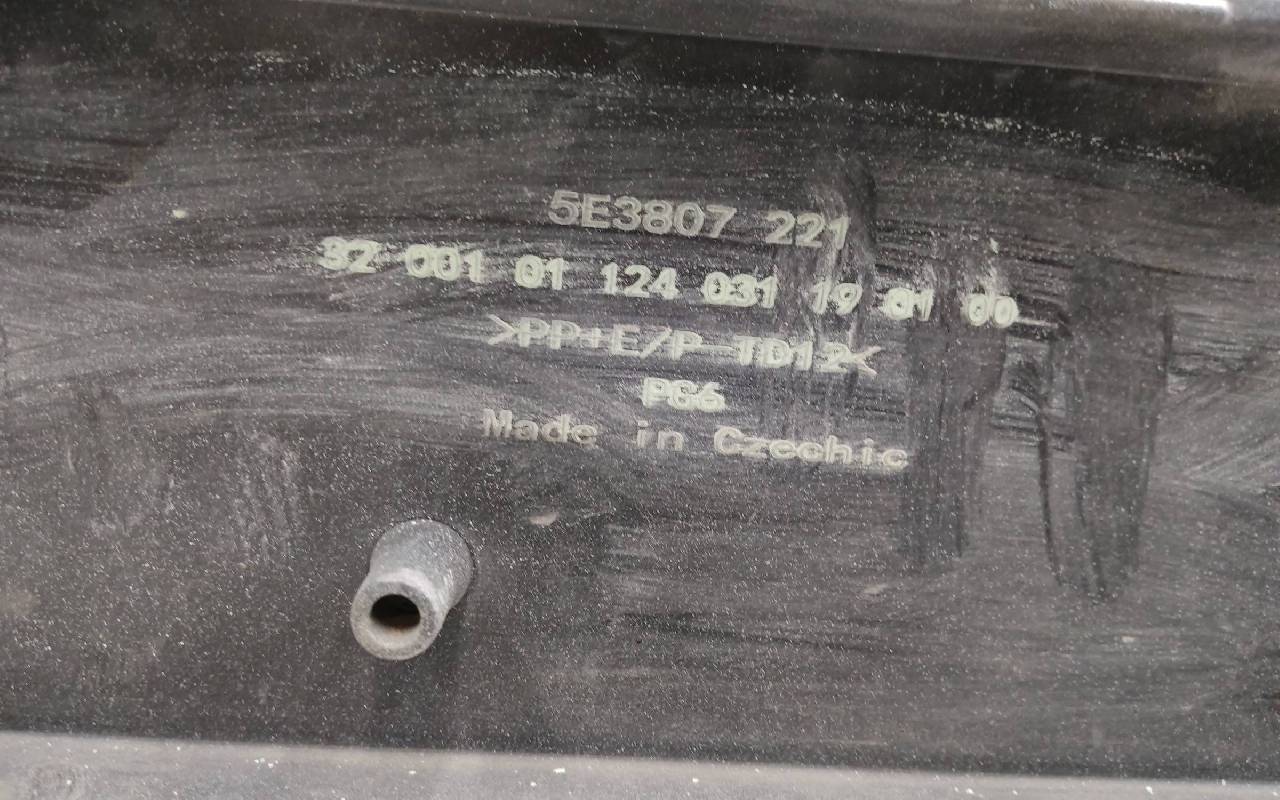 5E3807 221
32 001 01 124 031 19 01 00
>PP+E/P-TD12<
PG6
Made in Czechic